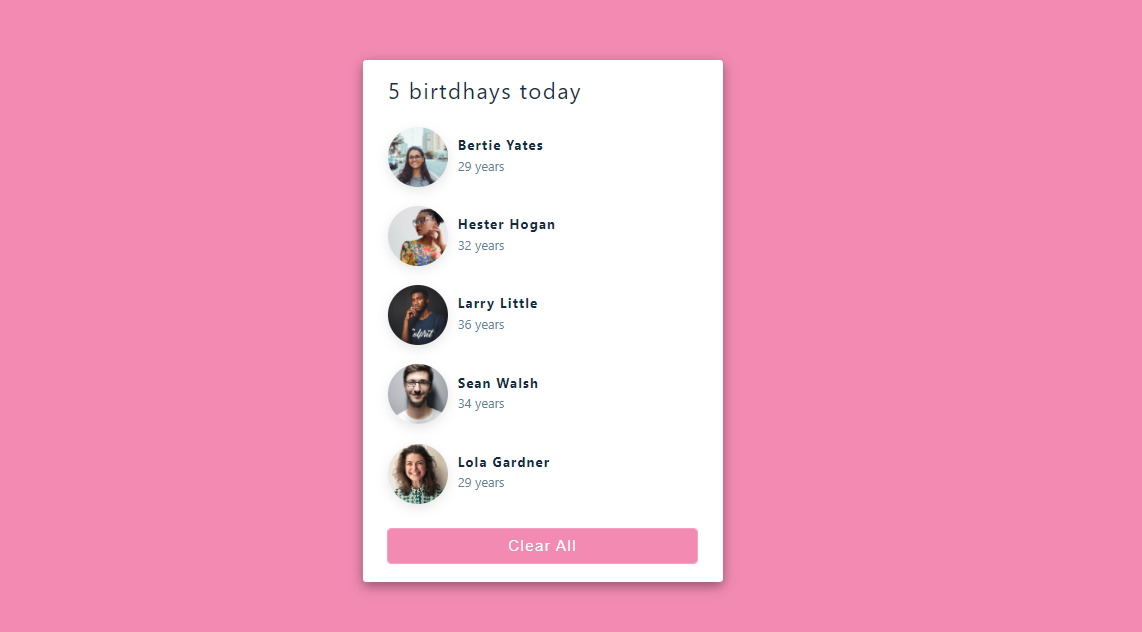 5 birtdhays today
Bertie Yates
29 years
Hester Hogan
32 years
Larry Little
36 years
Sean Walsh
34 years
Lola Gardner
29 years
Clear All